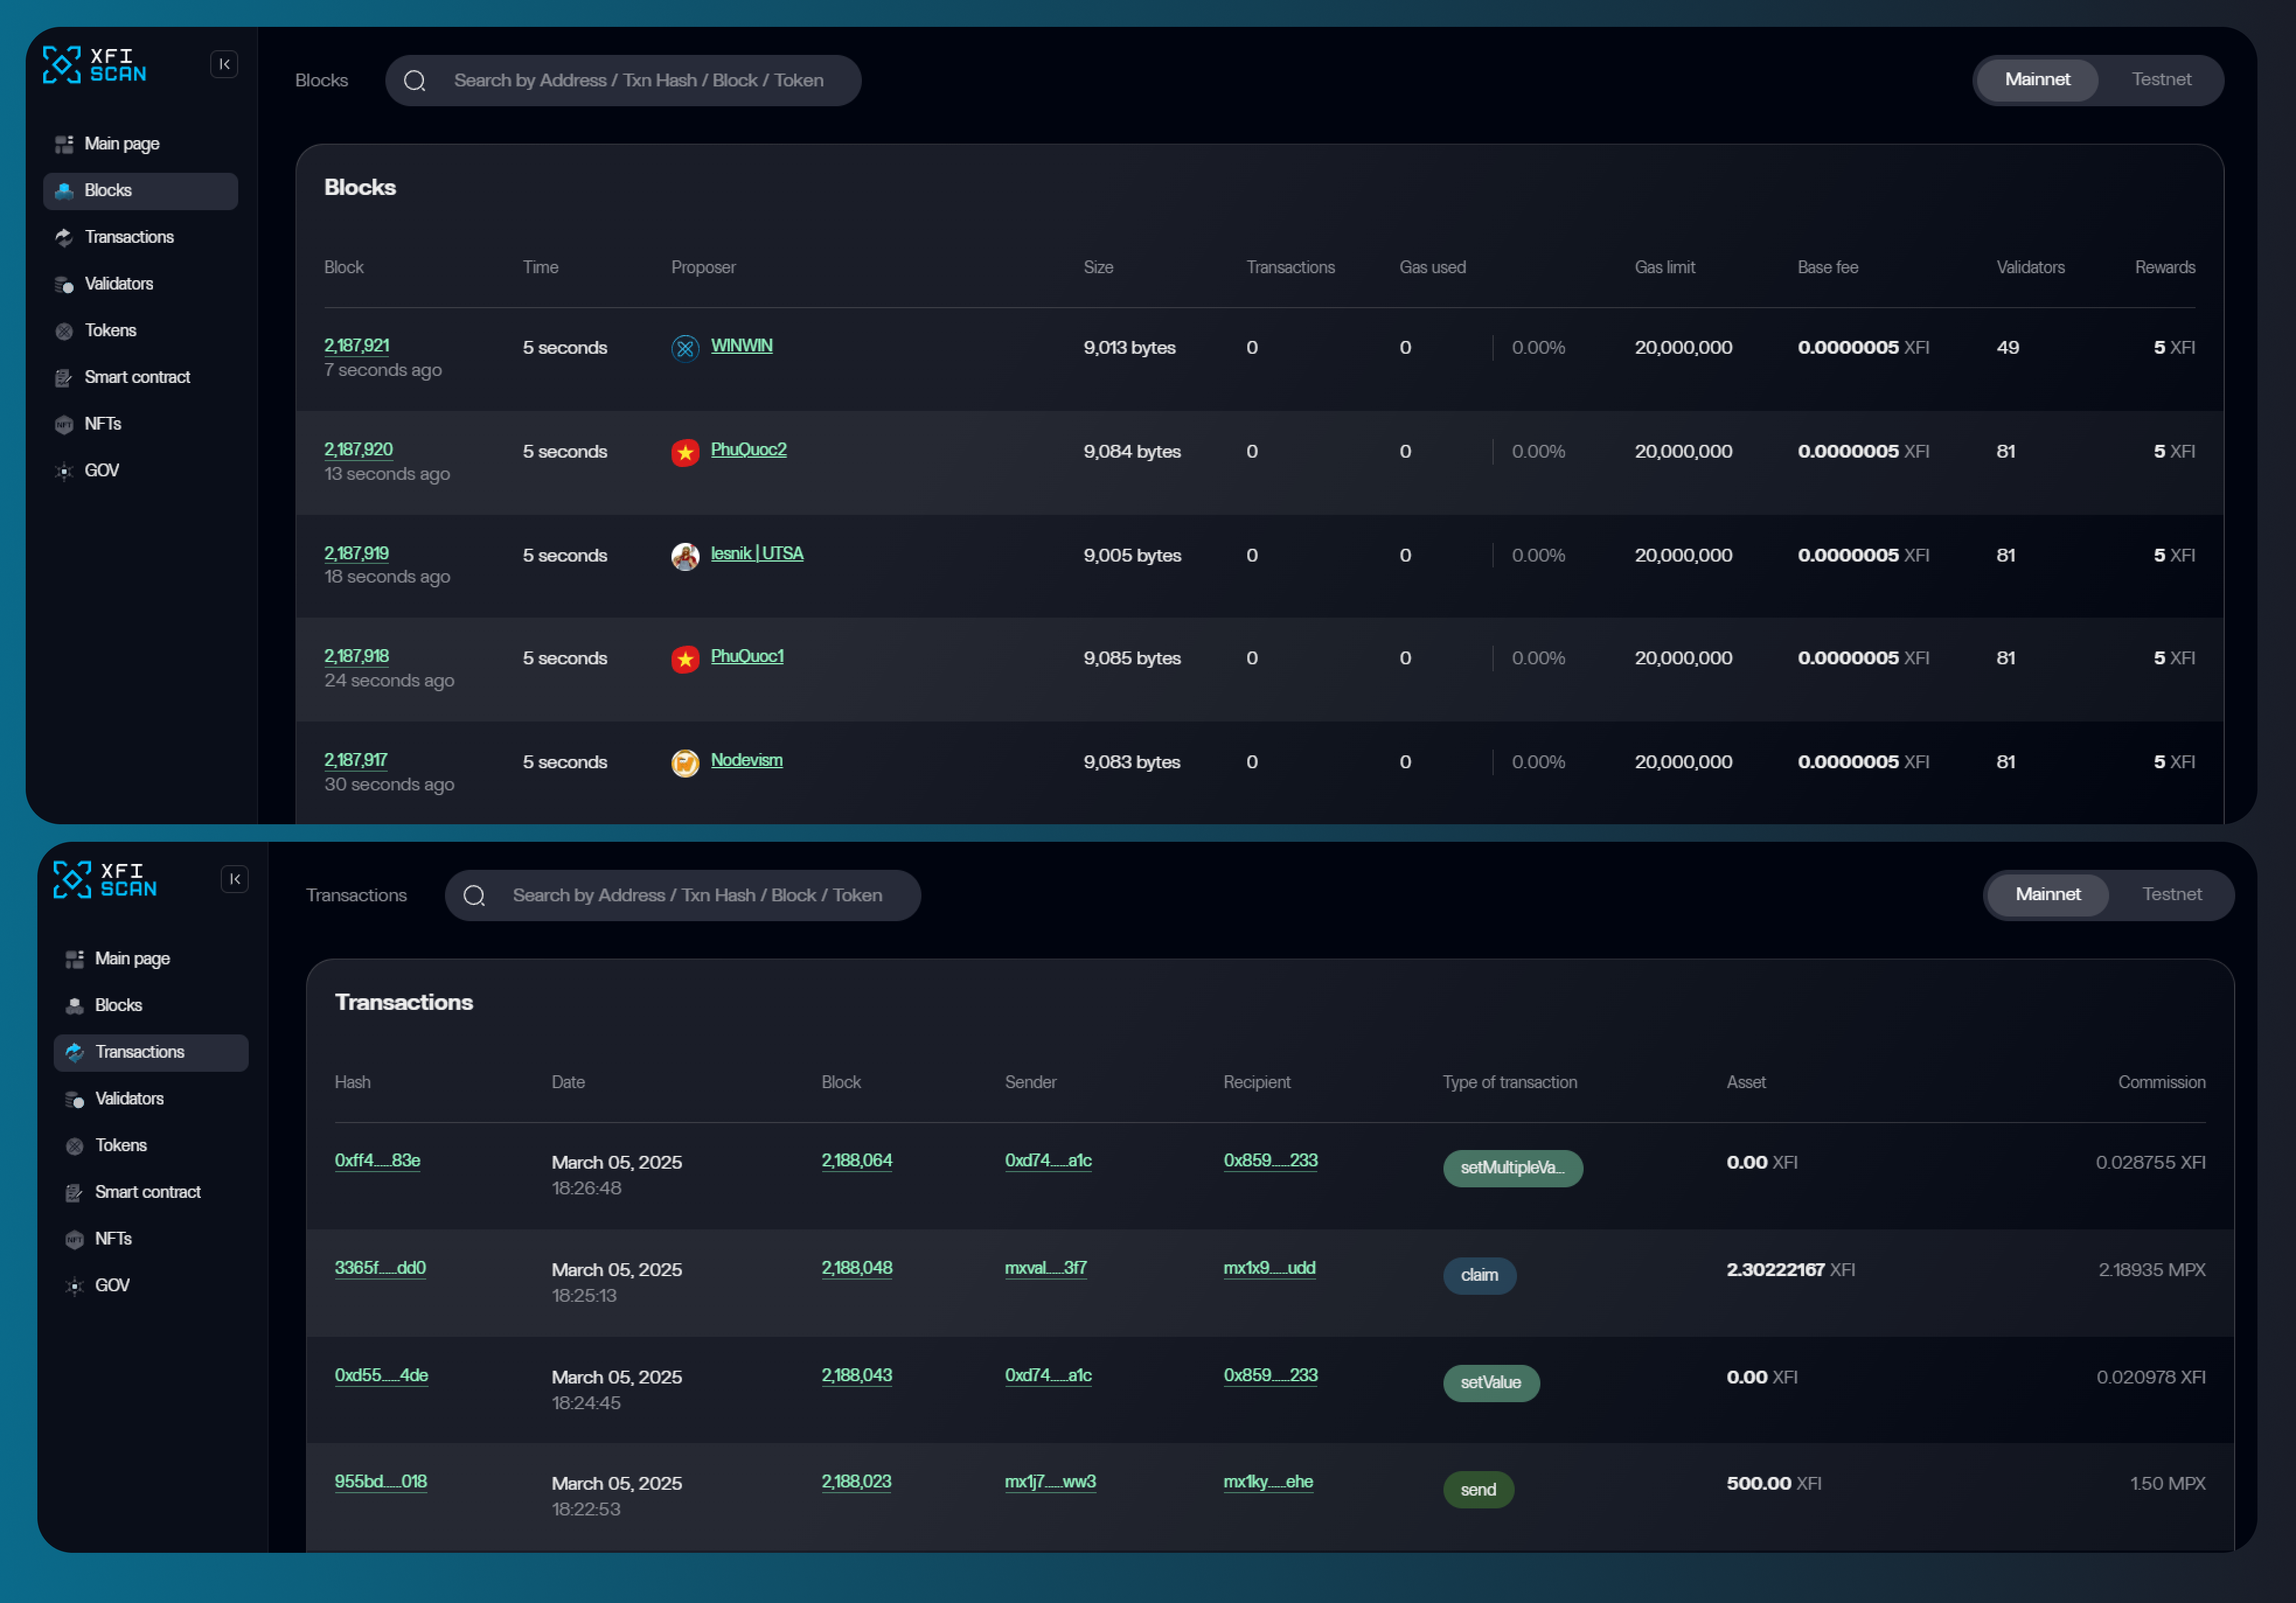 XFI
SCAN
Blocks
Search by Address / Txn Hash / Block / Token
Mainnet
Testnet
Main page
Blocks
Transactions
Validators
Tokens
Smart contract
NFT
NFTs
GOV
Blocks
Block Time Proposer Size Transactions Gas used Gas limit Base fee Validators Rewards
2,187,921 5 seconds WINWIN 9,013 bytes 0 0 0.00% 20,000,000 0.0000005 XFI 49 5 XFI
7 seconds ago
2,187,920 5 seconds PhuQuoc2 9,084 bytes 0 0 0.00% 20,000,000 0.0000005 XFI 81 5 XFI
13 seconds ago
2,187,919 5 seconds lesnik | UTSA 9,005 bytes 0 0 0.00% 20,000,000 0.0000005 XFI 81 5 XFI
18 seconds ago
2,187,918 5 seconds PhuQuoc1 9,085 bytes 0 0 0.00% 20,000,000 0.0000005 XFI 81 5 XFI
24 seconds ago
2,187,917 5 seconds Nodevism 9,083 bytes 0 0 0.00% 20,000,000 0.0000005 XFI 81 5 XFI
30 seconds ago
XFI
SCAN
Transactions
Search by Address / Txn Hash / Block / Token
Mainnet
Testnet
Main page
Blocks
Transactions
Validators
Tokens
Smart contract
NFT
NFTs
GOV
Transactions
Hash Date Block Sender Recipient Type of transaction Asset Commission
0xff4......83e March 05, 2025 2,188,064 0xd74......a1c 0x859......233 setMultipleVa... 0.00 XFI 0.028755 XFI
18:26:48
3365f......dd0 March 05, 2025 2,188,048 mxval......3f7 mx1x9......udd claim 2.30222167 XFI 2.18935 MPX
18:25:13
0xd55......4de March 05, 2025 2,188,043 0xd74......a1c 0x859......233 setValue 0.00 XFI 0.020978 XFI
18:24:45
955bd......018 March 05, 2025 2,188,023 mx1j7......ww3 mx1ky......ehe send 500.00 XFI 1.50 MPX
18:22:53